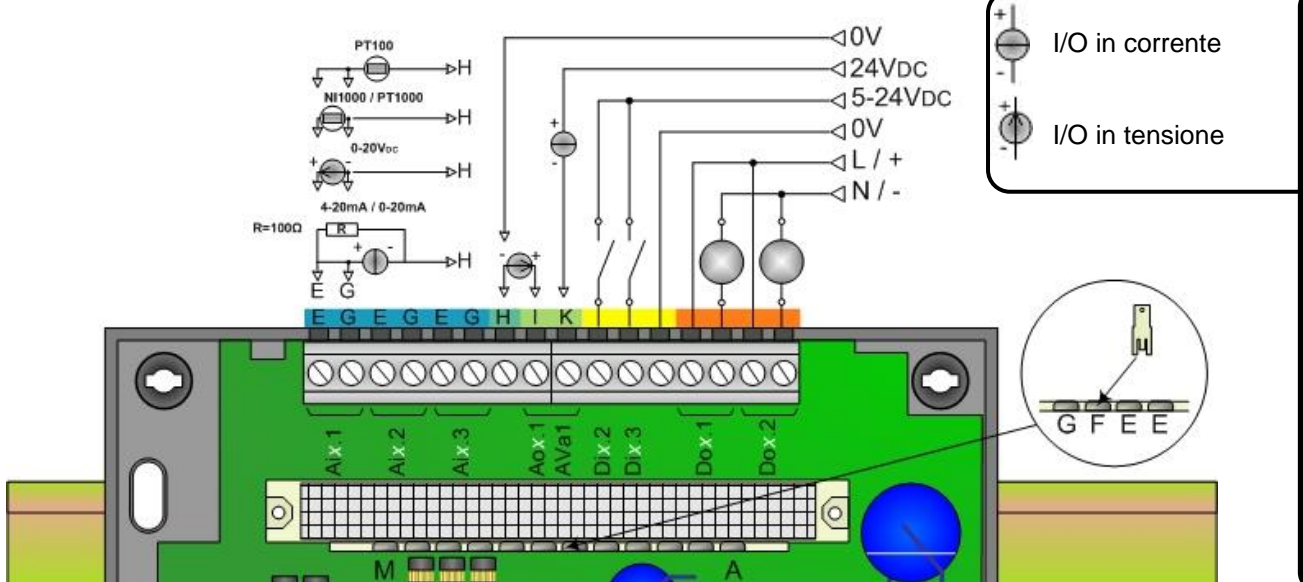 PT100
H
NI1000 / PT1000
H
0-20VDC
H
4-20mA / 0-20mA
R=100Ω
R
H
E G
0V
24VDC
5-24VDC
0V
L / +
N / -
+
-
I/O in corrente
+
-
I/O in tensione
E G E G E G H I K
Aix.1
Aix.2
Aix.3
Aox.1
AVa1
Dix.2
Dix.3
Dox.1
Dox.2
G F E E
M
A